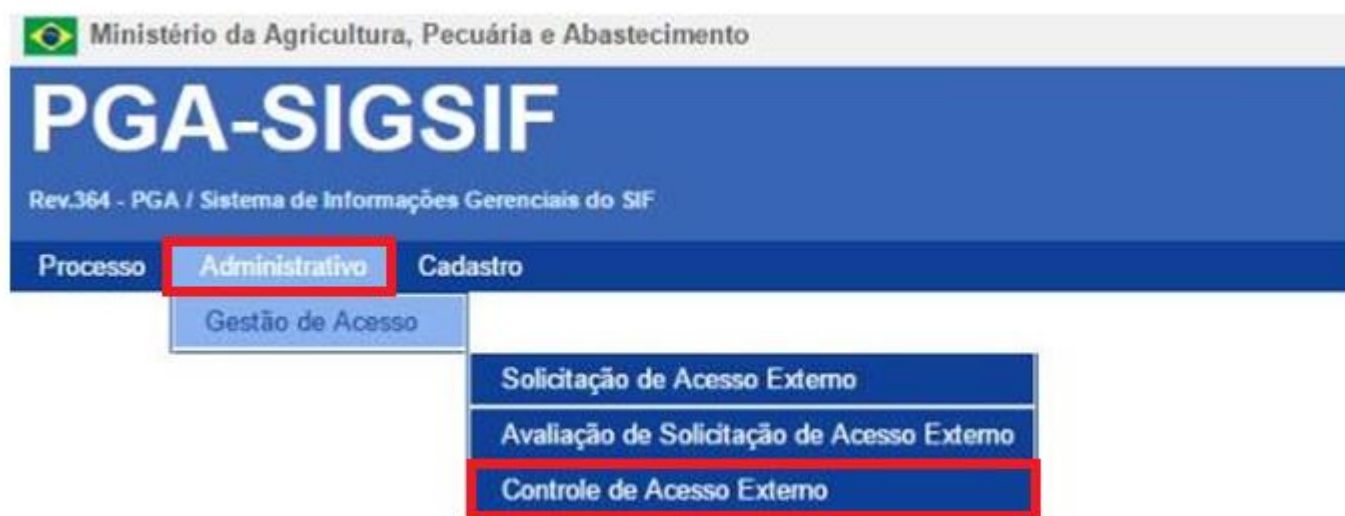 Ministério da Agricultura, Pecuária e Abastecimento
PGA-SIGSIF
Rev.364 - PGA / Sistema de Informações Gerenciais do SIF
Processo Administrativo Cadastro
Gestão de Acesso
Solicitação de Acesso Externo
Avaliação de Solicitação de Acesso Externo
Controle de Acesso Externo